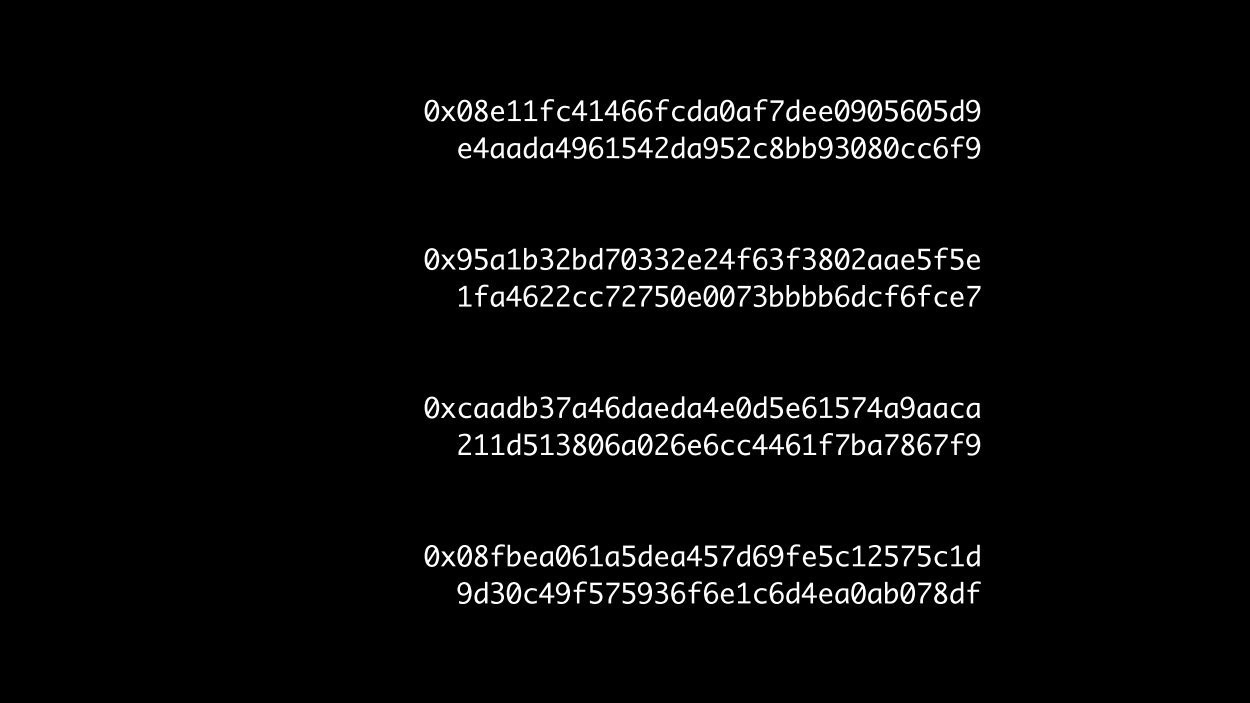 0x08e11fc41466fcda0af7dee0905605d9
e4aada4961542da952c8bb93080cc6f9
0x95a1b32bd70332e24f63f3802aae5f5e
1fa4622cc72750e0073bbbb6dcf6fce7
0xcaadb37a46daeda4e0d5e61574a9aaca
211d513806a026e6cc4461f7ba7867f9
0x08fbea061a5dea457d69fe5c12575c1d
9d30c49f575936f6e1c6d4ea0ab078df